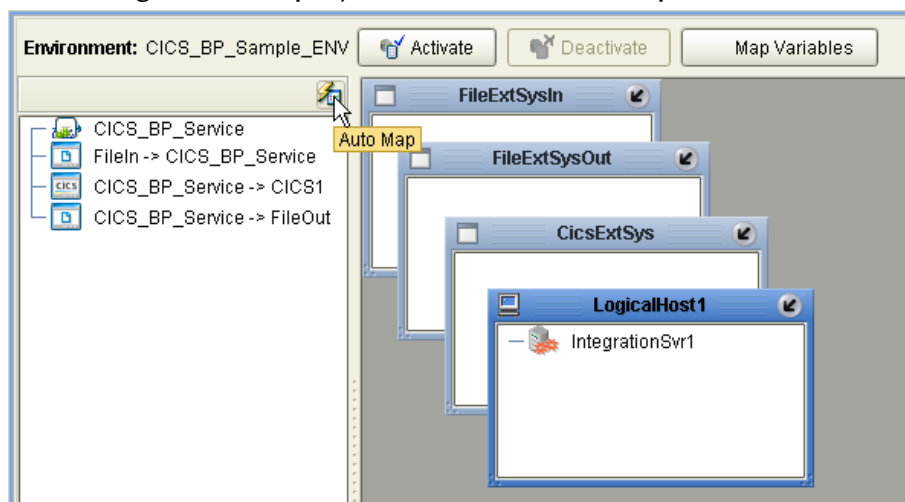 Environment: CICS_BP_Sample_ENV Activate Deactivate Map Variables
Auto Map
CICS_BP_Service
FileIn -> CICS_BP_Service
CICS CICS_BP_Service -> CICS1
CICS_BP_Service -> FileOut
FileExtSysIn
FileExtSysOut
CicsExtSys
LogicalHost1
IntegrationSvr1